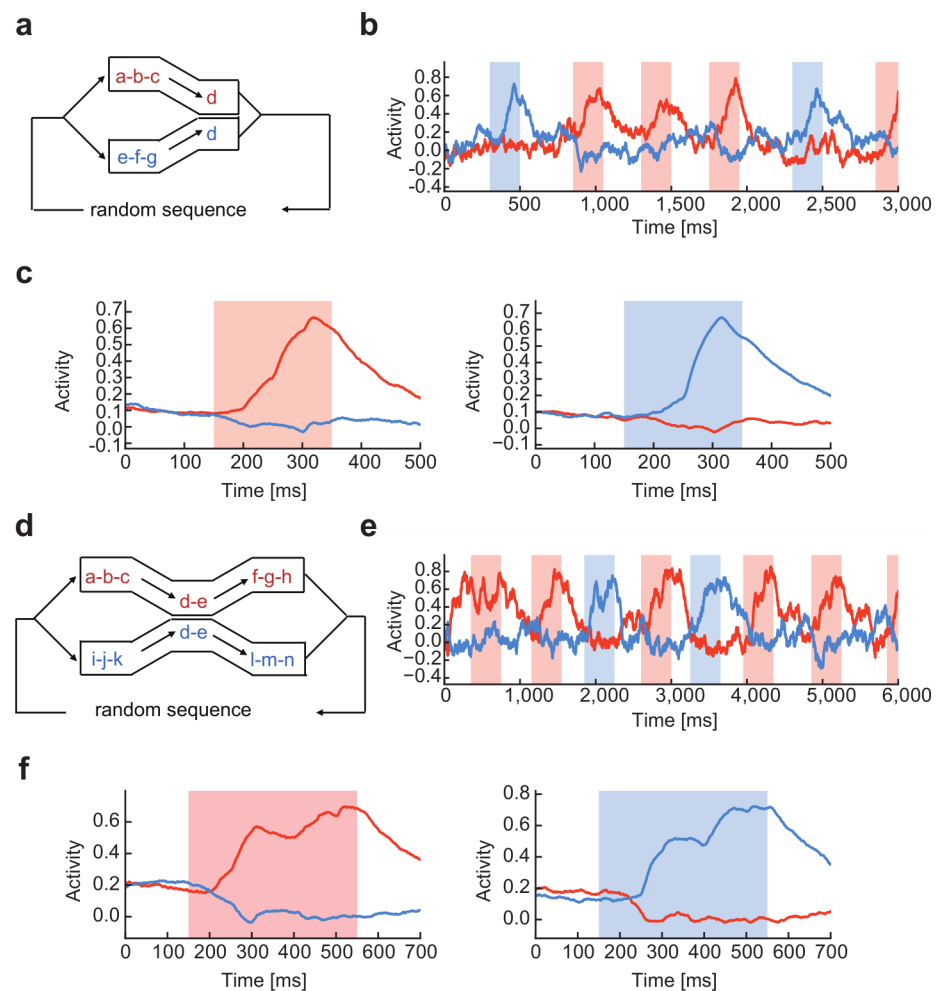 a
a-b-c
d
d
e-f-g
random sequence
b
Activity
0.8
0.6
0.4
0.2
0
−0.2
−0.4
0 500 1,000 1,500 2,000 2,500 3,000
Time [ms]
c
Activity
0.7
0.5
0.4
0.3
0.2
0.1
0.0
-0.1
0 100 200 300 400 500
Time [ms]
Activity
0.7
0.5
0.4
0.3
0.2
0.1
0.0
−0.1
0 100 200 300 400 500
Time [ms]
d
a-b-c
f-g-h
d-e
d-e
i-j-k
l-m-n
random sequence
e
Activity
0.8
0.6
0.4
0.2
0.0
−0.2
−0.4
0 1,000 2,000 3,000 4,000 5,000 6,000
Time [ms]
f
Activity
0.6
0.4
0.2
0.0
0 100 200 300 400 500 600 700
Time [ms]
Activity
0.8
0.6
0.4
0.2
0.0
0 100 200 300 400 500 600 700
Time [ms]